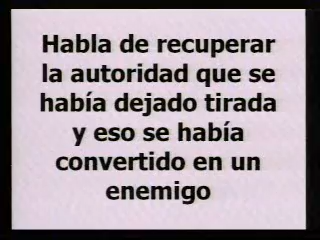 Habla de recuperar
la autoridad que se
había dejado tirada
y eso se había
convertido en un
enemigo